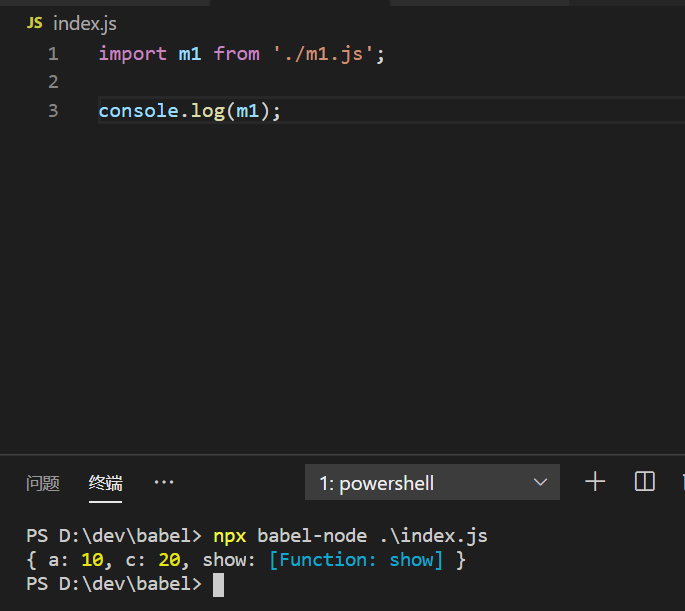 JS index.js
1 import m1 from './m1.js';
2
3 console.log(m1);
问题 终端 ··· 1: powershell
PS D:\dev\babel> npx babel-node .\index.js
{ a: 10, c: 20, show: [Function: show] }
PS D:\dev\babel>